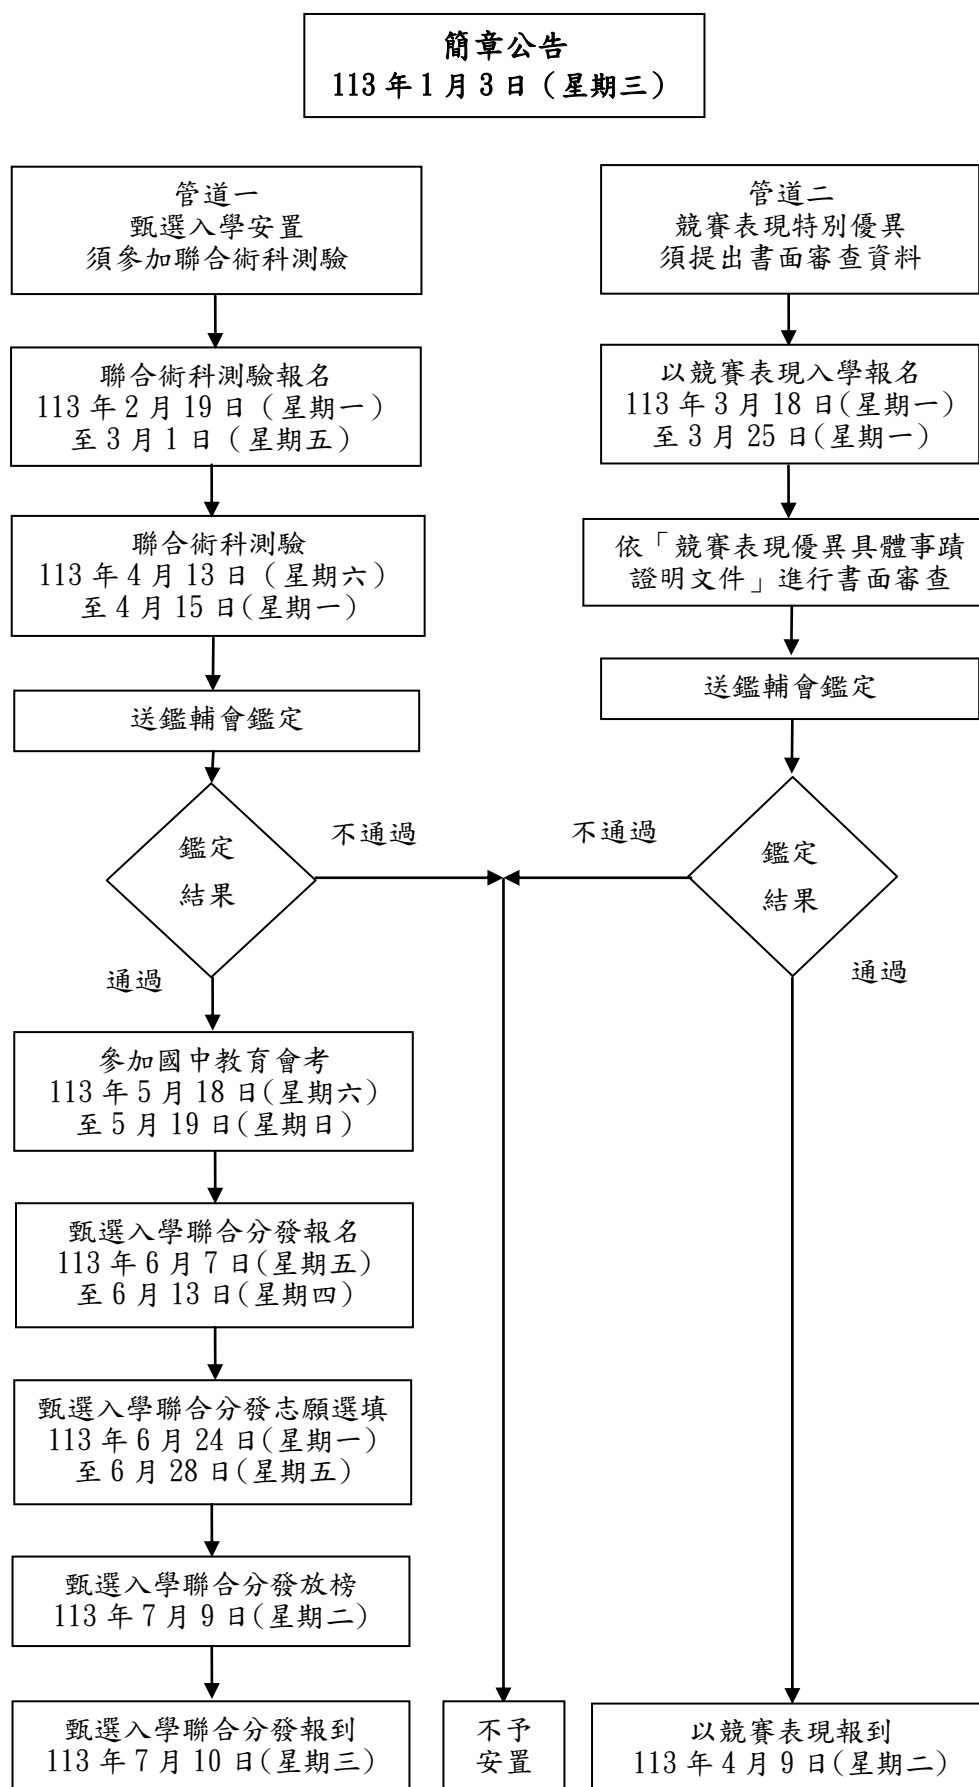 簡章公告
113 年 1 月 3 日（星期三）
管道一
甄選入學安置
須參加聯合術科測驗
聯合術科測驗報名
113 年 2 月 19 日（星期一）
至 3 月 1 日（星期五）
聯合術科測驗
113 年 4 月 13 日（星期六）
至 4 月 15 日(星期一)
送鑑輔會鑑定
鑑定
結果
不通過
通過
參加國中教育會考
113 年 5 月 18 日(星期六)
至 5 月 19 日(星期日)
甄選入學聯合分發報名
113 年 6 月 7 日(星期五)
至 6 月 13 日(星期四)
甄選入學聯合分發志願選填
113 年 6 月 24 日(星期一)
至 6 月 28 日(星期五)
甄選入學聯合分發放榜
113 年 7 月 9 日(星期二)
甄選入學聯合分發報到
113 年 7 月 10 日(星期三)
管道二
競賽表現特別優異
須提出書面審查資料
以競賽表現入學報名
113 年 3 月 18 日(星期一)
至 3 月 25 日(星期一)
依「競賽表現優異具體事蹟
證明文件」進行書面審查
送鑑輔會鑑定
鑑定
結果
不通過
通過
不予
安置
以競賽表現報到
113 年 4 月 9 日(星期二)